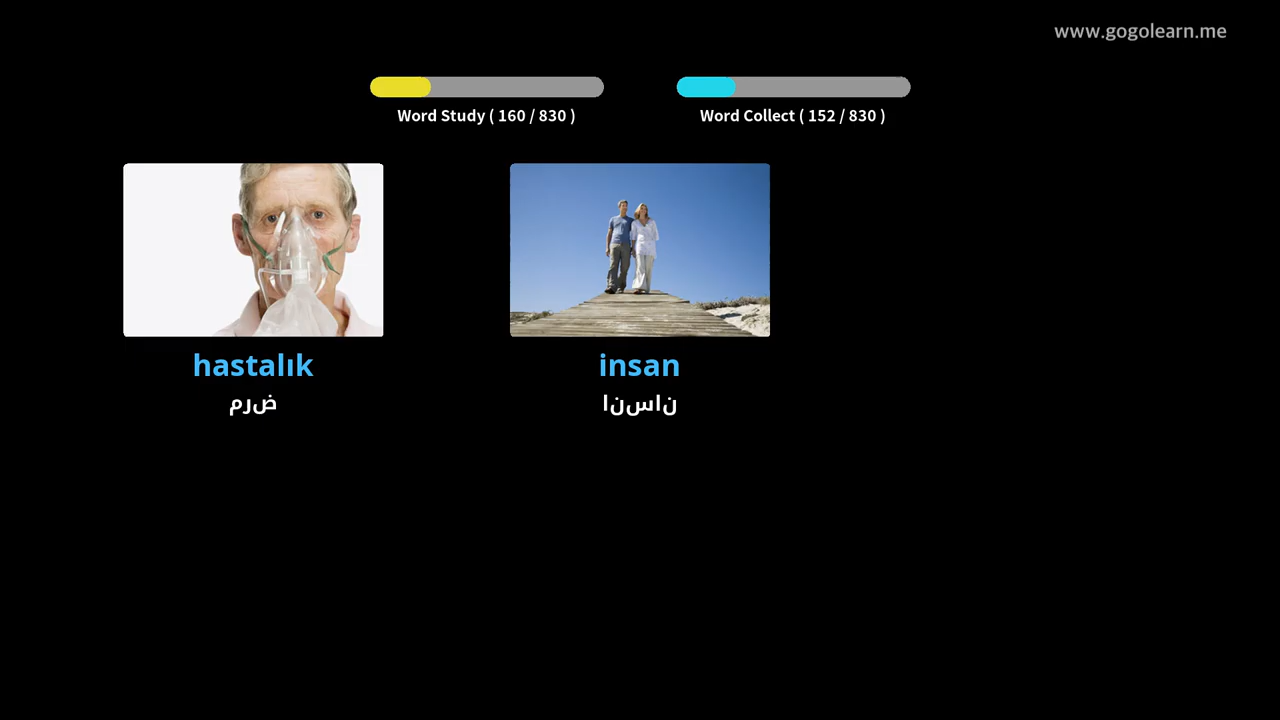 www.gogolearn.me
Word Study ( 160 / 830 )
Word Collect ( 152 / 830 )
hastalık
مرض
insan
انسان